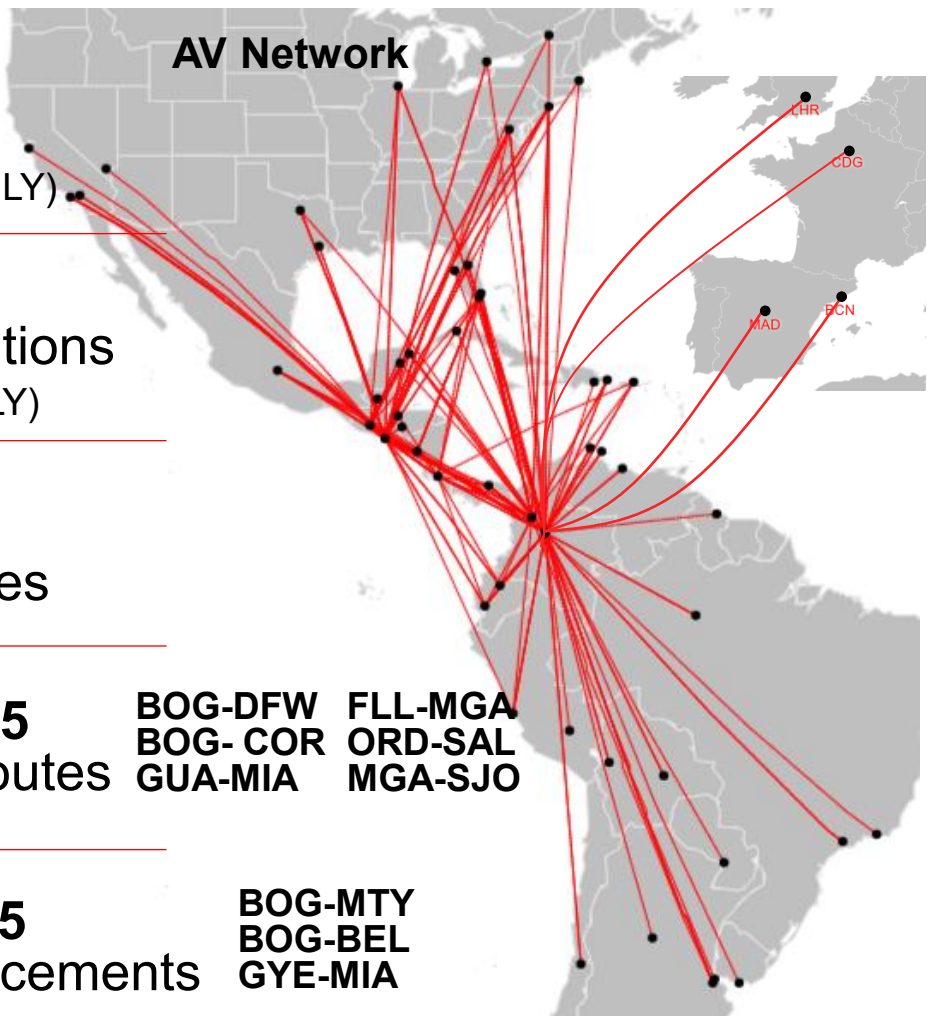 AV Network
LHR
LY)
CDG
itions
LY)
MAD
BCN
es
5
outes
BOG-DFW FLL-MGA
BOG- COR ORD-SAL
GUA-MIA MGA-SJO
5
cements
BOG-MTY
BOG-BEL
GYE-MIA